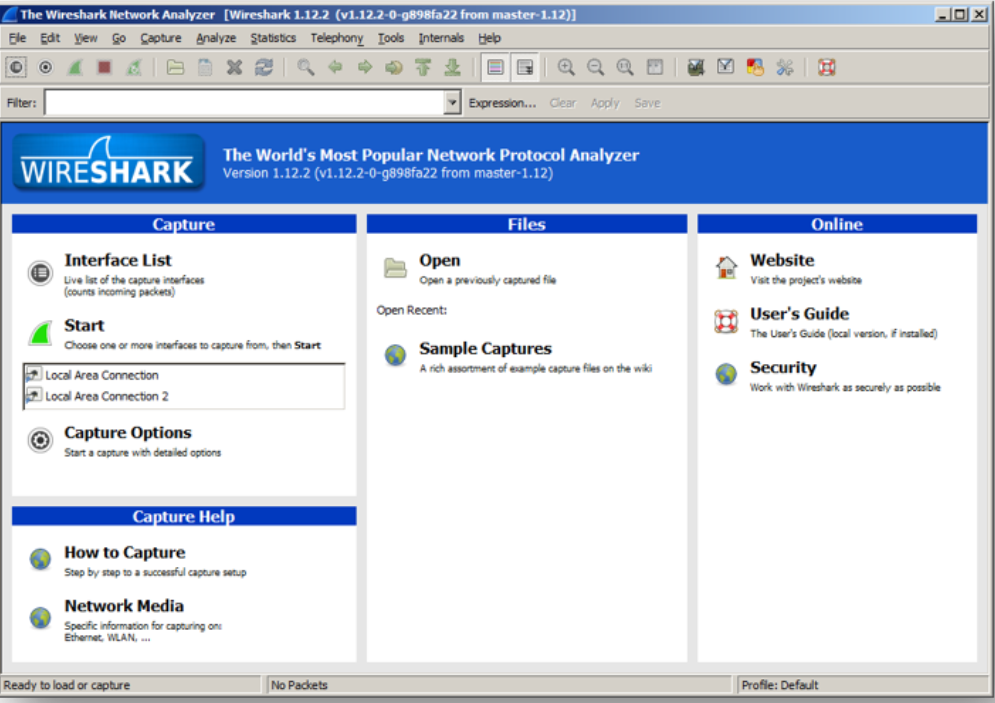 The Wireshark Network Analyzer [Wireshark 1.12.2 (v1.12.2-0-g898fa22 from master-1.12)]
File Edit View Go Capture Analyze Statistics Telephony Tools Internals Help
Filter: Expression... Clear Apply Save
WIRESHARK
The World's Most Popular Network Protocol Analyzer
Version 1.12.2 (v1.12.2-0-g898fa22 from master-1.12)
Capture
Interface List
Live list of the capture interfaces
(counts incoming packets)
Start
Choose one or more interfaces to capture from, then Start
Local Area Connection
Local Area Connection 2
Capture Options
Start a capture with detailed options
Capture Help
How to Capture
Step by step to a successful capture setup
Network Media
Specific information for capturing on:
Ethernet, WLAN, ...
Files
Open
Open a previously captured file
Open Recent:
Sample Captures
A rich assortment of example capture files on the wiki
Online
Website
Visit the project's website
User's Guide
The User's Guide (local version, if installed)
Security
Work with Wireshark as securely as possible
Ready to load or capture
No Packets
Profile: Default